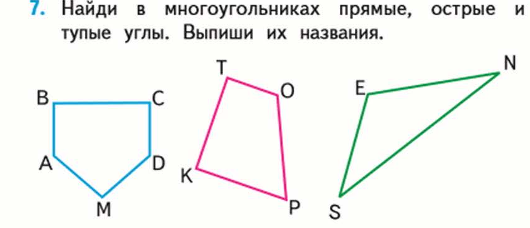 7. Найди в многоугольниках прямые, острые и
тупые углы. Выпиши их названия.
B C
A D
M
T
O
K
P
E
N
S